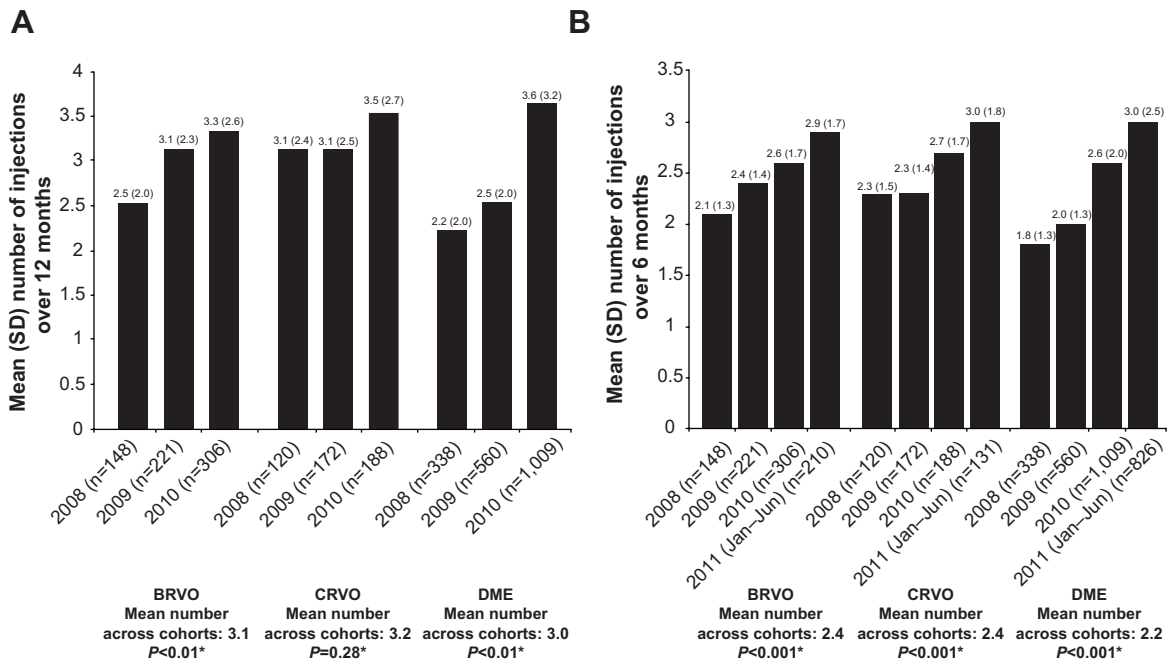 A
Mean (SD) number of injections
over 12 months
4
3.5
3
2.5
2
1.5
1
0.5
0
2.5 (2.0)
3.1 (2.3)
3.3 (2.6)
3.1 (2.4)
3.1 (2.5)
3.5 (2.7)
2.2 (2.0)
2.5 (2.0)
3.6 (3.2)
2008 (n=148)
2009 (n=221)
2010 (n=306)
2008 (n=120)
2009 (n=172)
2010 (n=188)
2008 (n=338)
2009 (n=560)
2010 (n=1,009)
BRVO
Mean number
across cohorts: 3.1
P<0.01*
CRVO
Mean number
across cohorts: 3.2
P=0.28*
DME
Mean number
across cohorts: 3.0
P<0.01*
B
Mean (SD) number of injections
over 6 months
3.5
3
2.5
2
1.5
1
0.5
0
2.1 (1.3)
2.4 (1.4)
2.6 (1.7)
2.9 (1.7)
2.3 (1.5)
2.3 (1.4)
2.7 (1.7)
3.0 (1.8)
1.8 (1.3)
2.0 (1.3)
2.6 (2.0)
3.0 (2.5)
2008 (n=148)
2009 (n=221)
2010 (n=306)
2011 (Jan–Jun) (n=210)
2008 (n=120)
2009 (n=172)
2010 (n=188)
2011 (Jan–Jun) (n=131)
2008 (n=338)
2009 (n=560)
2010 (n=1,009)
2011 (Jan–Jun) (n=826)
BRVO
Mean number
across cohorts: 2.4
P<0.001*
CRVO
Mean number
across cohorts: 2.4
P<0.001*
DME
Mean number
across cohorts: 2.2
P<0.001*